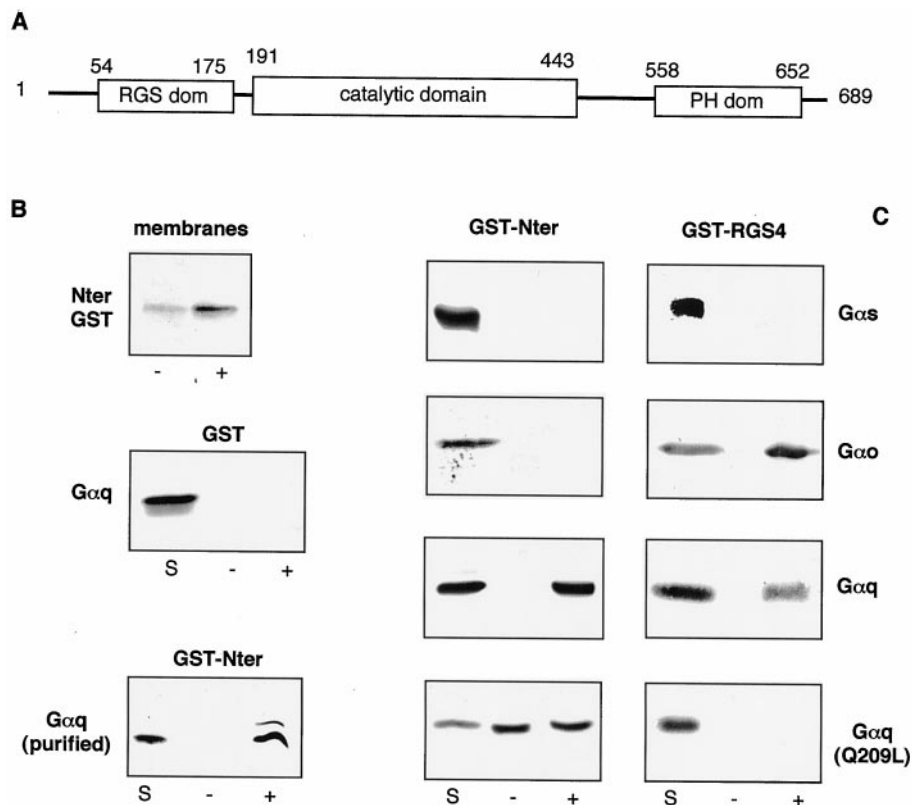 A
54 175 191 443 558 652
1 RGS dom catalytic domain PH dom 689
B
membranes
Nter
GST
- +
GST
Gαq
S - +
GST-Nter
Gαq
(purified)
S - +
C
GST-Nter GST-RGS4
Gαs
Gαo
Gαq
Gαq
(Q209L)
S - + S - +